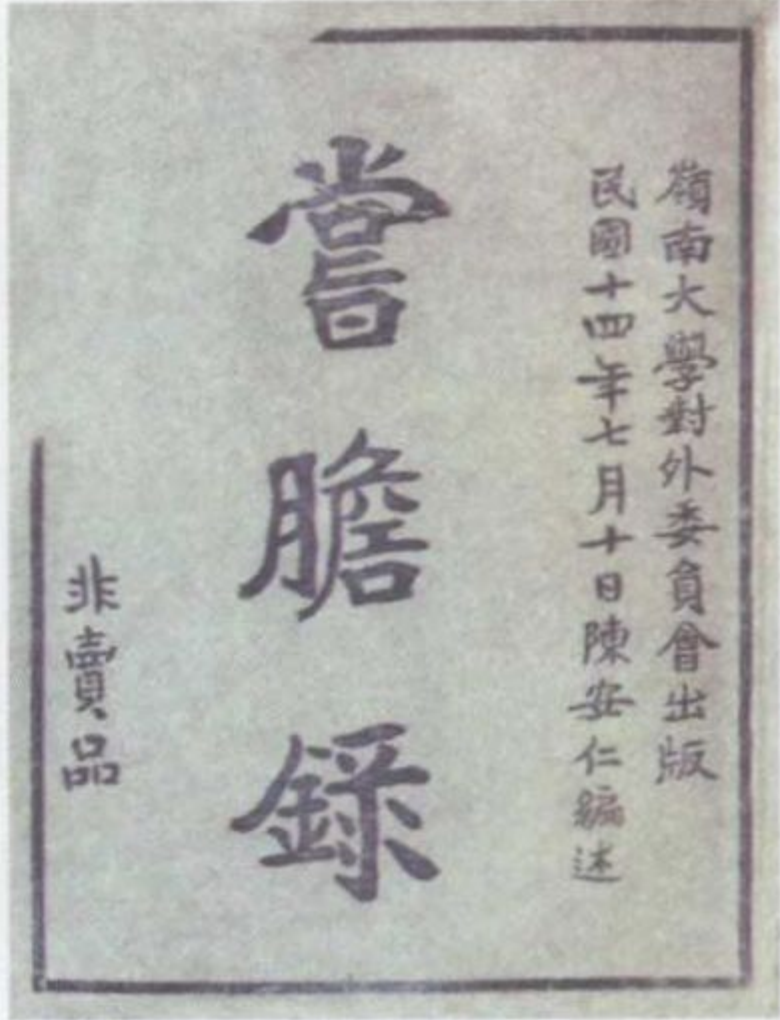 嶺南大學對外委員會出版
民國十四年七月十日陳安仁編述
嘗膽錄
非賣品